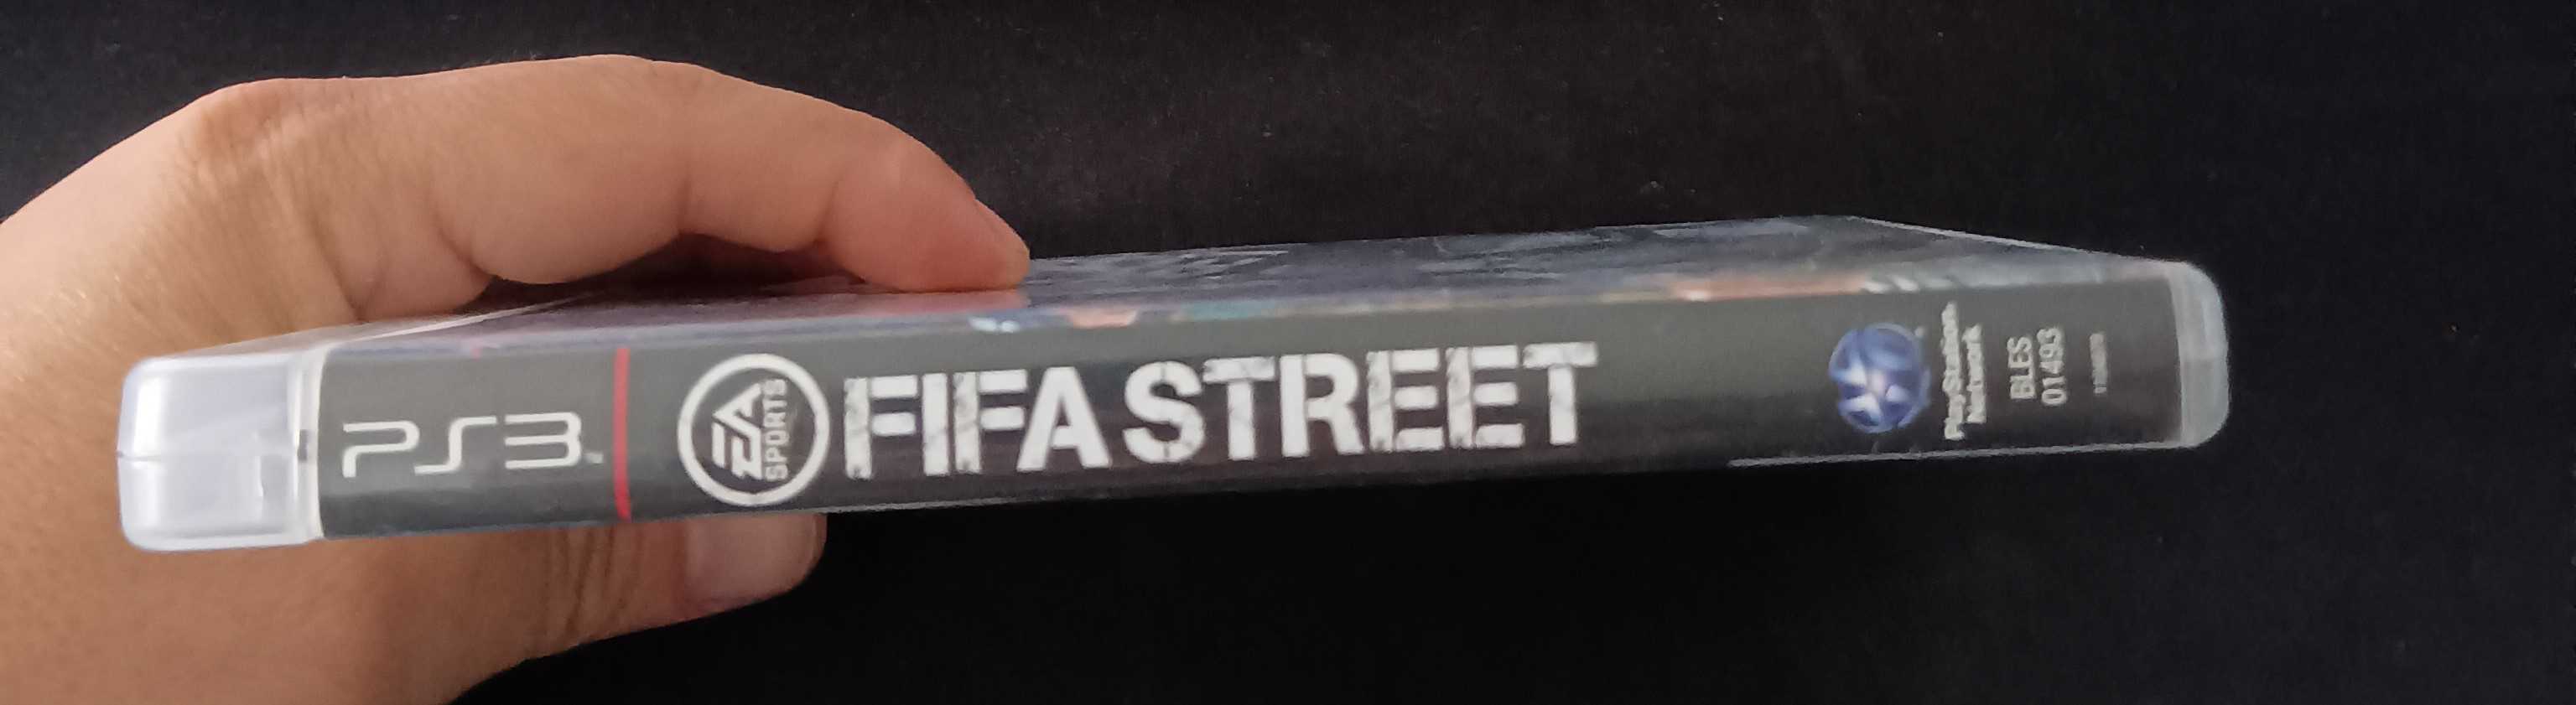 PS3
EA
SPORTS
FIFA STREET
PlayStation
Network
BLES
01493